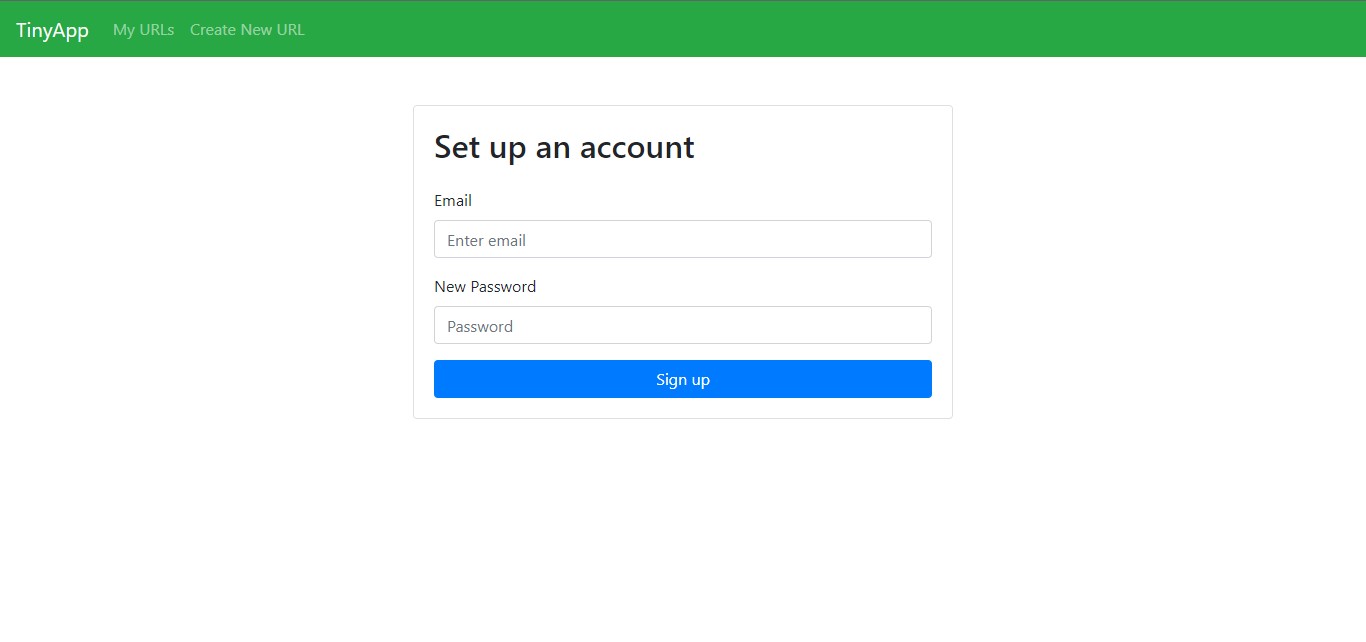 TinyApp My URLs Create New URL
Set up an account
Email
Enter email
New Password
Password
Sign up